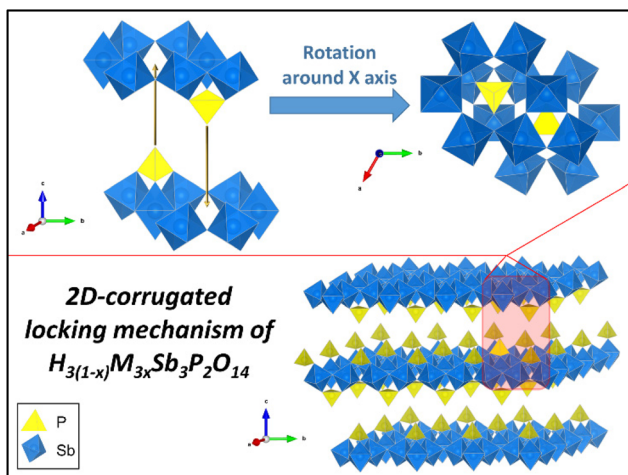 Rotation
around X axis
c
a
b
b
a
2D-corrugated
locking mechanism of
H3(1-x)M3xSb3P2O14
P
Sb
c
a
b